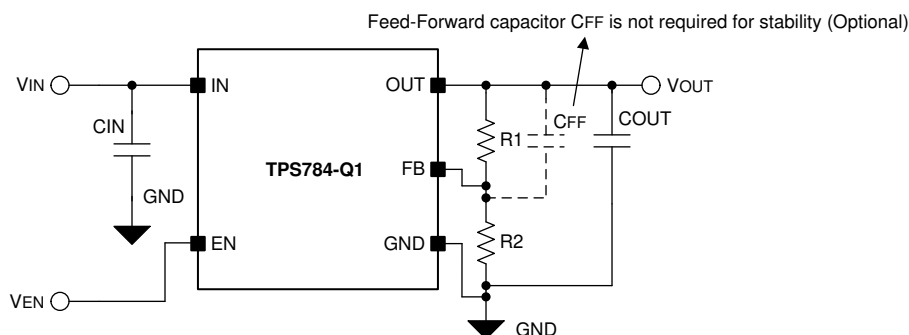 Feed-Forward capacitor CFF is not required for stability (Optional)
VIN
IN
OUT
VOUT
CIN
R1
CFF
COUT
TPS784-Q1
FB
GND
EN
GND
R2
VEN
GND